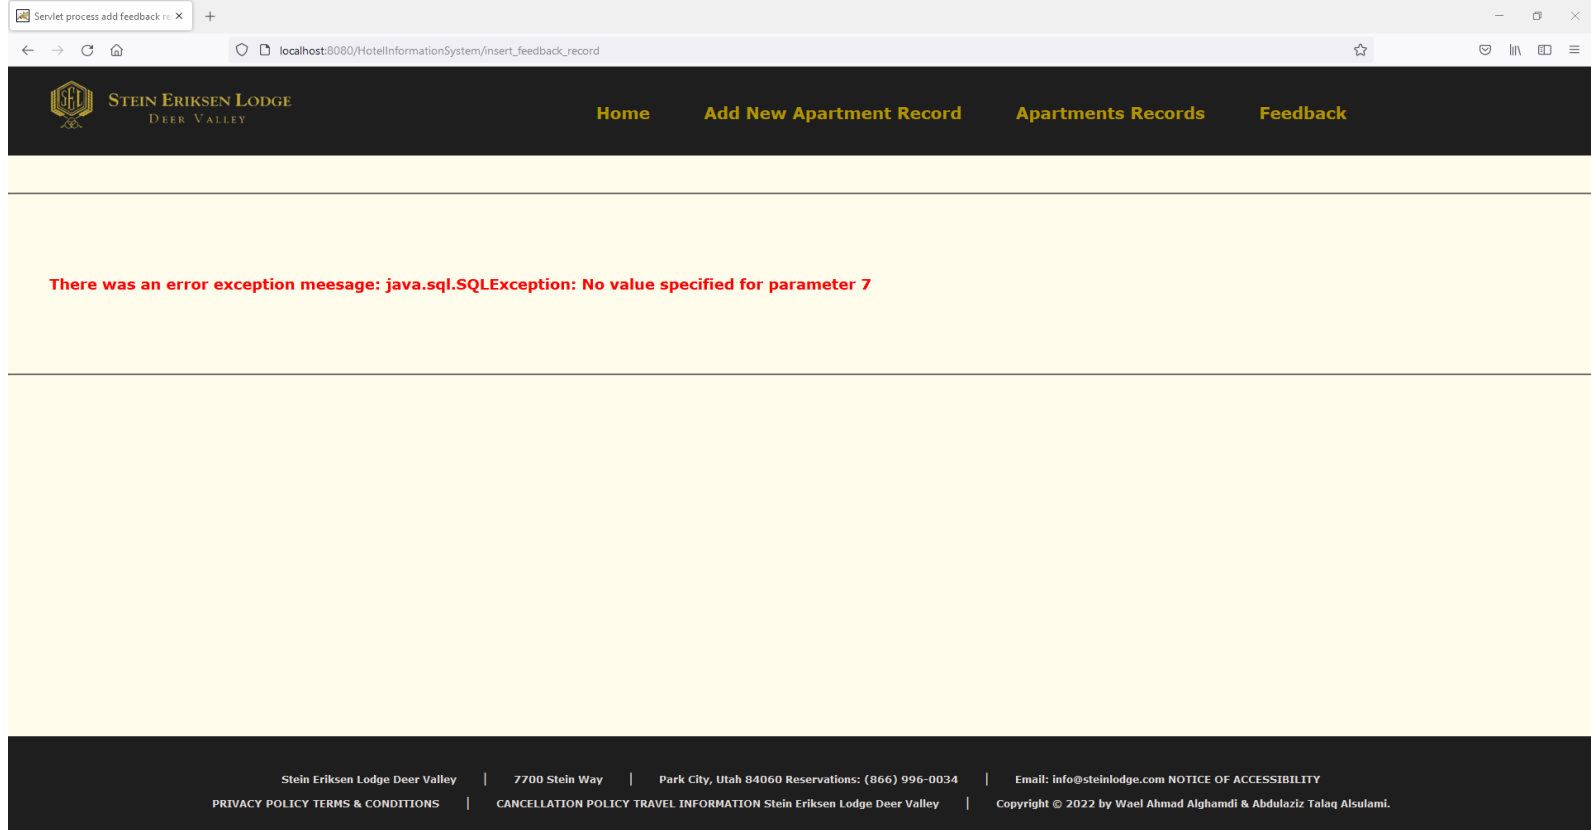 Servlet process add feedback re
localhost:8080/HotelInformationSystem/insert_feedback_record
SEL
STEIN ERIKSEN LODGE
DEER VALLEY
Home Add New Apartment Record Apartments Records Feedback
There was an error exception meesage: java.sql.SQLException: No value specified for parameter 7
Stein Eriksen Lodge Deer Valley | 7700 Stein Way | Park City, Utah 84060 Reservations: (866) 996-0034 | Email: info@steinlodge.com NOTICE OF ACCESSIBILITY
PRIVACY POLICY TERMS & CONDITIONS | CANCELLATION POLICY TRAVEL INFORMATION Stein Eriksen Lodge Deer Valley | Copyright © 2022 by Wael Ahmad Alghamdi & Abdulaziz Talaq Alsulami.